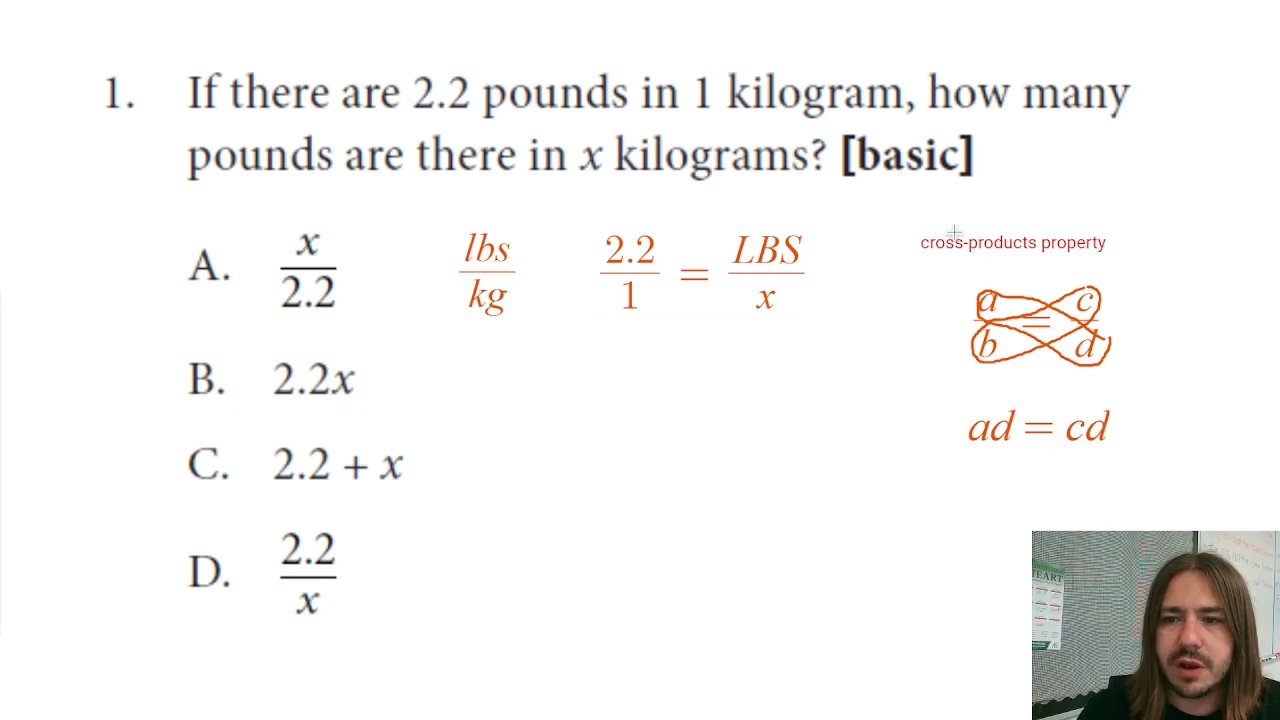 1. If there are 2.2 pounds in 1 kilogram, how many
pounds are there in x kilograms? [basic]
A. x/2.2
lbs/kg
2.2/1 = LBS/x
cross-products property
a/b = c/d
ad = cd
B. 2.2x
C. 2.2 + x
D. 2.2/x